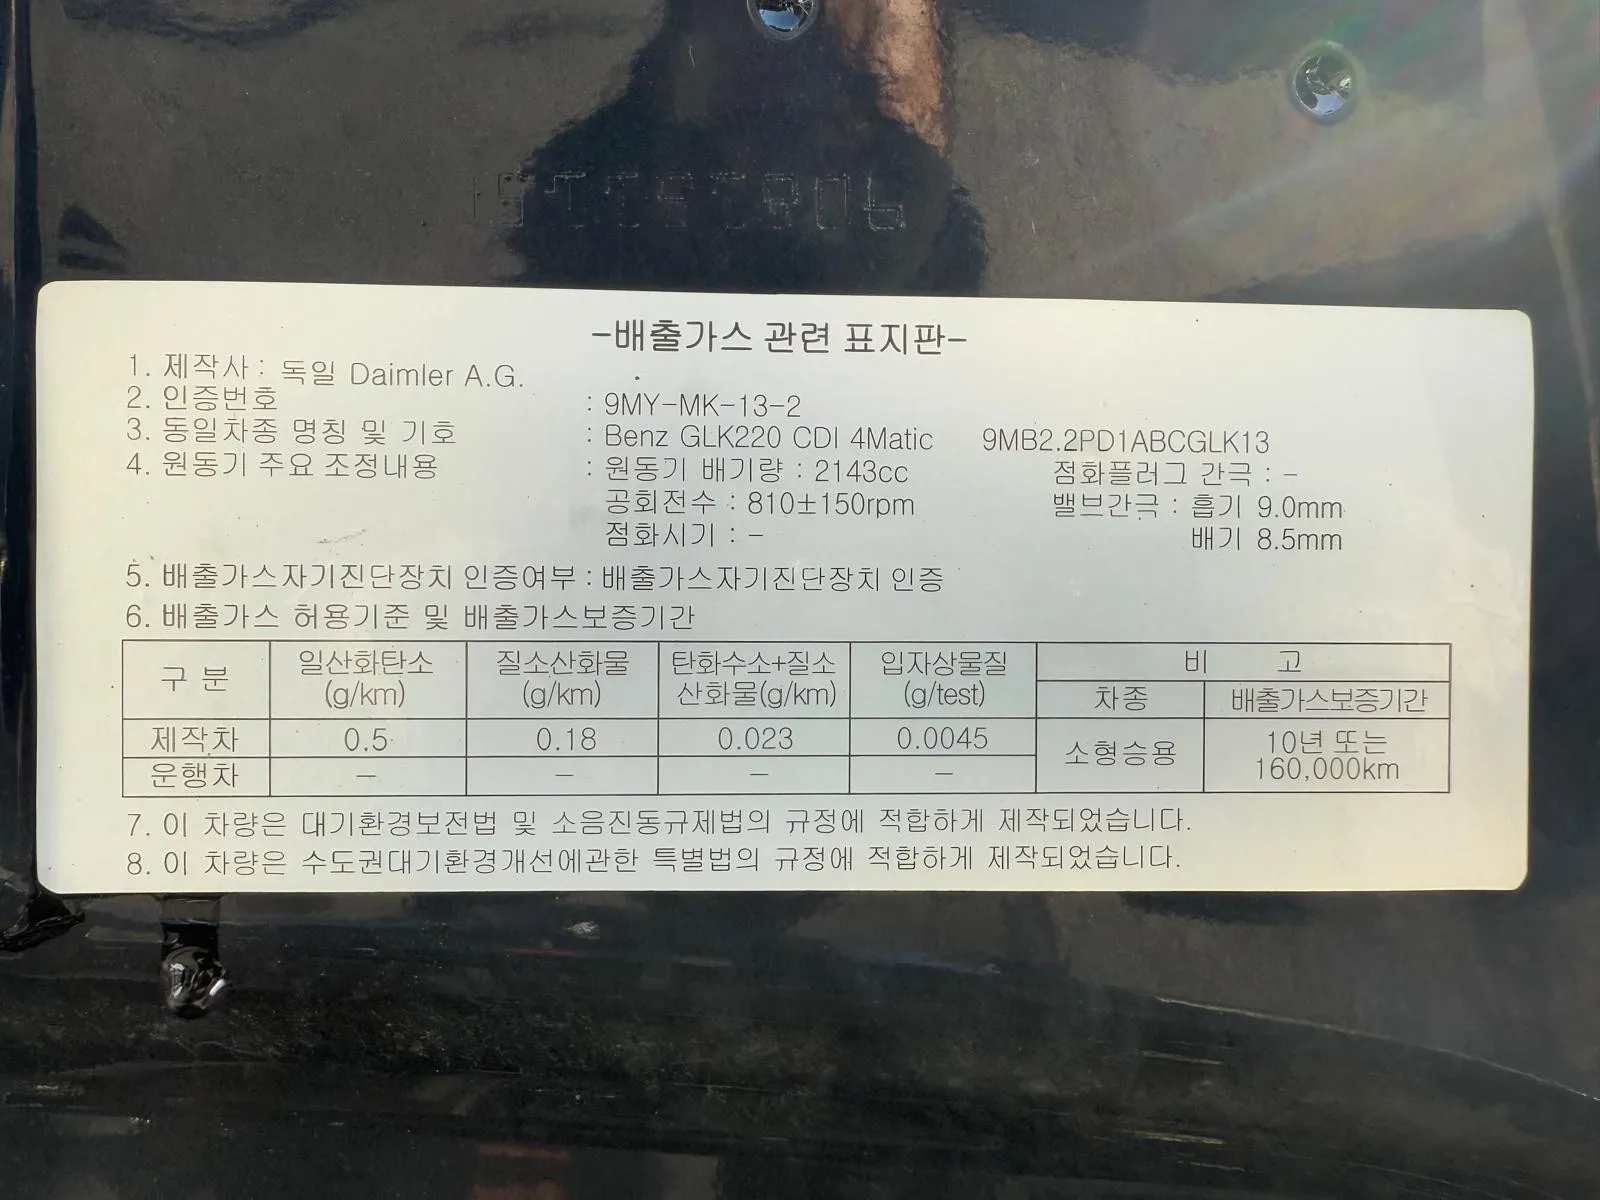 -배출가스 관련 표지판-
1. 제작사 : 독일 Daimler A.G.
2. 인증번호 : 9MY-MK-13-2
3. 동일차종 명칭 및 기호 : Benz GLK220 CDI 4Matic 9MB2.2PD1ABCGLK13
4. 원동기 주요 조정내용 : 원동기 배기량 : 2143cc 점화플러그 간극 : -
공회전수 : 810±150rpm 밸브간극 : 흡기 9.0mm
점화시기 : - 배기 8.5mm
5. 배출가스자기진단장치 인증여부 : 배출가스자기진단장치 인증
6. 배출가스 허용기준 및 배출가스보증기간
구 분 일산화탄소 (g/km) 질소산화물 (g/km) 탄화수소+질소 산화물(g/km) 입자상물질 (g/test) 비 고
차종 배출가스보증기간
제작차 0.5 0.18 0.023 0.0045 소형승용 10년 또는 160,000km
운행차 - - - -
7. 이 차량은 대기환경보전법 및 소음진동규제법의 규정에 적합하게 제작되었습니다.
8. 이 차량은 수도권대기환경개선에관한 특별법의 규정에 적합하게 제작되었습니다.